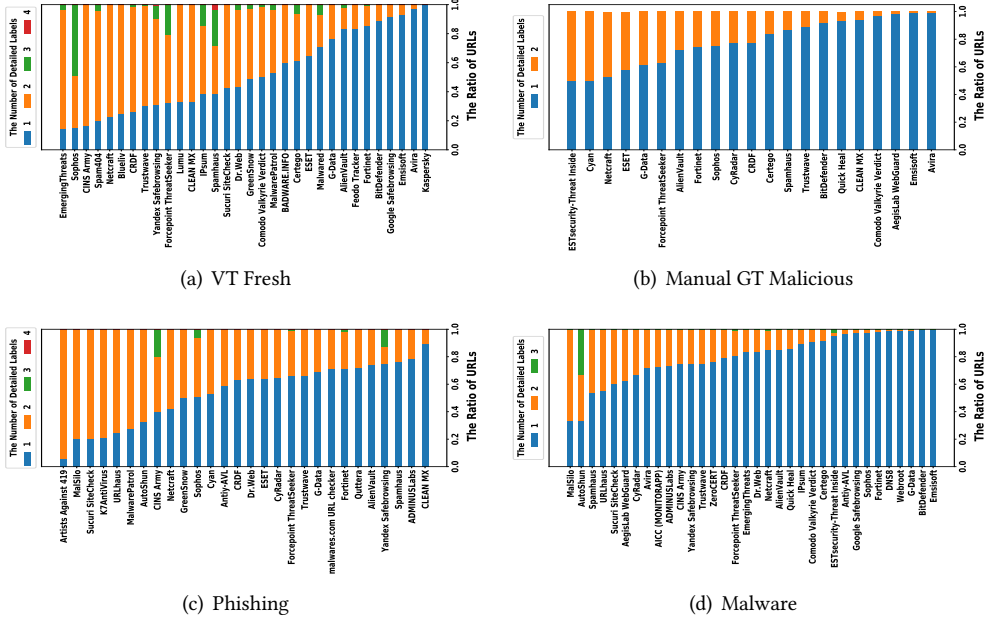 The Number of Detailed Labels
1 2 3 4
The Ratio of URLs
0.0 0.2 0.4 0.6 0.8 1.0
EmergingThreats
Sophos
CINS Army
Spam404
Netcraft
Blueliv
CRDF
Trustwave
Yandex Safebrowsing
Forcepoint ThreatSeeker
Lumu
CLEAN MX
IPsum
Spamhaus
Sucuri SiteCheck
Dr.Web
GreenSnow
Comodo Valkyrie Verdict
MalwarePatrol
BADWARE.INFO
Certego
ESET
Malwared
G-Data
AlienVault
Feodo Tracker
Fortinet
BitDefender
Google Safebrowsing
Emsisoft
Avira
Kaspersky
(a) VT Fresh
The Number of Detailed Labels
1 2
The Ratio of URLs
0.0 0.2 0.4 0.6 0.8 1.0
ESTsecurity-Threat Inside
Cyan
Netcraft
ESET
G-Data
Forcepoint ThreatSeeker
AlienVault
Fortinet
Sophos
CyRadar
CRDF
Certego
Spamhaus
Trustwave
BitDefender
Quick Heal
CLEAN MX
Comodo Valkyrie Verdict
AegisLab WebGuard
Emsisoft
Avira
(b) Manual GT Malicious
The Number of Detailed Labels
1 2 3 4
The Ratio of URLs
0.0 0.2 0.4 0.6 0.8 1.0
Artists Against 419
MalSilo
Sucuri SiteCheck
K7AntiVirus
URLhaus
MalwarePatrol
AutoShun
CINS Army
Netcraft
GreenSnow
Sophos
Cyan
Antiy-AVL
CRDF
Dr.Web
ESET
CyRadar
Forcepoint ThreatSeeker
Trustwave
G-Data
malwares.com URL checker
Fortinet
Quttera
AlienVault
Yandex Safebrowsing
Spamhaus
ADMINUSLabs
CLEAN MX
(c) Phishing
The Number of Detailed Labels
1 2 3
The Ratio of URLs
0.0 0.2 0.4 0.6 0.8 1.0
MalSilo
AutoShun
Spamhaus
URLhaus
Sucuri SiteCheck
AegisLab WebGuard
CyRadar
Avira
AICC (MONITORAPP)
ADMINUSLabs
CINS Army
Yandex Safebrowsing
Trustwave
ZeroCERT
CRDF
Forcepoint ThreatSeeker
EmergingThreats
Dr.Web
Netcraft
AlienVault
Quick Heal
IPsum
Comodo Valkyrie Verdict
Certego
ESTsecurity-Threat Inside
Antiy-AVL
Google Safebrowsing
Sophos
Fortinet
DNS8
Webroot
G-Data
BitDefender
Emsisoft
(d) Malware